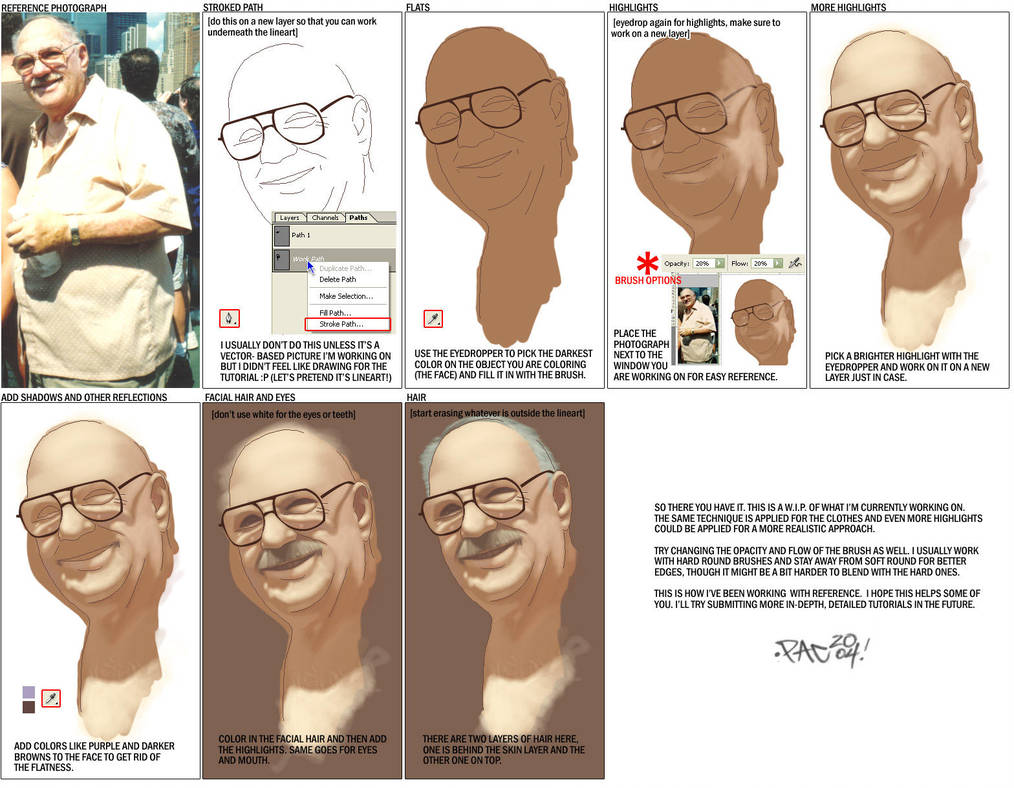 REFERENCE PHOTOGRAPH
STROKED PATH
[do this on a new layer so that you can work
underneath the lineart]
Layers Channels Paths
Path 1
Work Path
Duplicate Path...
Delete Path
Make Selection...
Fill Path...
Stroke Path...
I USUALLY DON'T DO THIS UNLESS IT'S A
VECTOR- BASED PICTURE I'M WORKING ON
BUT I DIDN'T FEEL LIKE DRAWING FOR THE
TUTORIAL :P (LET'S PRETEND IT'S LINEART!)
FLATS
USE THE EYEDROPPER TO PICK THE DARKEST
COLOR ON THE OBJECT YOU ARE COLORING
(THE FACE) AND FILL IT IN WITH THE BRUSH.
HIGHLIGHTS
[eyedrop again for highlights, make sure to
work on a new layer]
* Opacity: 20% Flow: 20%
BRUSH OPTIONS
PLACE THE
PHOTOGRAPH
NEXT TO THE
WINDOW YOU
ARE WORKING ON FOR EASY REFERENCE.
MORE HIGHLIGHTS
PICK A BRIGHTER HIGHLIGHT WITH THE
EYEDROPPER AND WORK ON IT ON A NEW
LAYER JUST IN CASE.
ADD SHADOWS AND OTHER REFLECTIONS
ADD COLORS LIKE PURPLE AND DARKER
BROWNS TO THE FACE TO GET RID OF
THE FLATNESS.
FACIAL HAIR AND EYES
[don't use white for the eyes or teeth]
COLOR IN THE FACIAL HAIR AND THEN ADD
THE HIGHLIGHTS. SAME GOES FOR EYES
AND MOUTH.
HAIR
[start erasing whatever is outside the lineart]
THERE ARE TWO LAYERS OF HAIR HERE,
ONE IS BEHIND THE SKIN LAYER AND THE
OTHER ONE ON TOP.
SO THERE YOU HAVE IT. THIS IS A W.I.P. OF WHAT I'M CURRENTLY WORKING ON.
THE SAME TECHNIQUE IS APPLIED FOR THE CLOTHES AND EVEN MORE HIGHLIGHTS
COULD BE APPLIED FOR A MORE REALISTIC APPROACH.
TRY CHANGING THE OPACITY AND FLOW OF THE BRUSH AS WELL. I USUALLY WORK
WITH HARD ROUND BRUSHES AND STAY AWAY FROM SOFT ROUND FOR BETTER
EDGES, THOUGH IT MIGHT BE A BIT HARDER TO BLEND WITH THE HARD ONES.
THIS IS HOW I'VE BEEN WORKING WITH REFERENCE. I HOPE THIS HELPS SOME OF
YOU. I'LL TRY SUBMITTING MORE IN-DEPTH, DETAILED TUTORIALS IN THE FUTURE.
.PAC 2004!